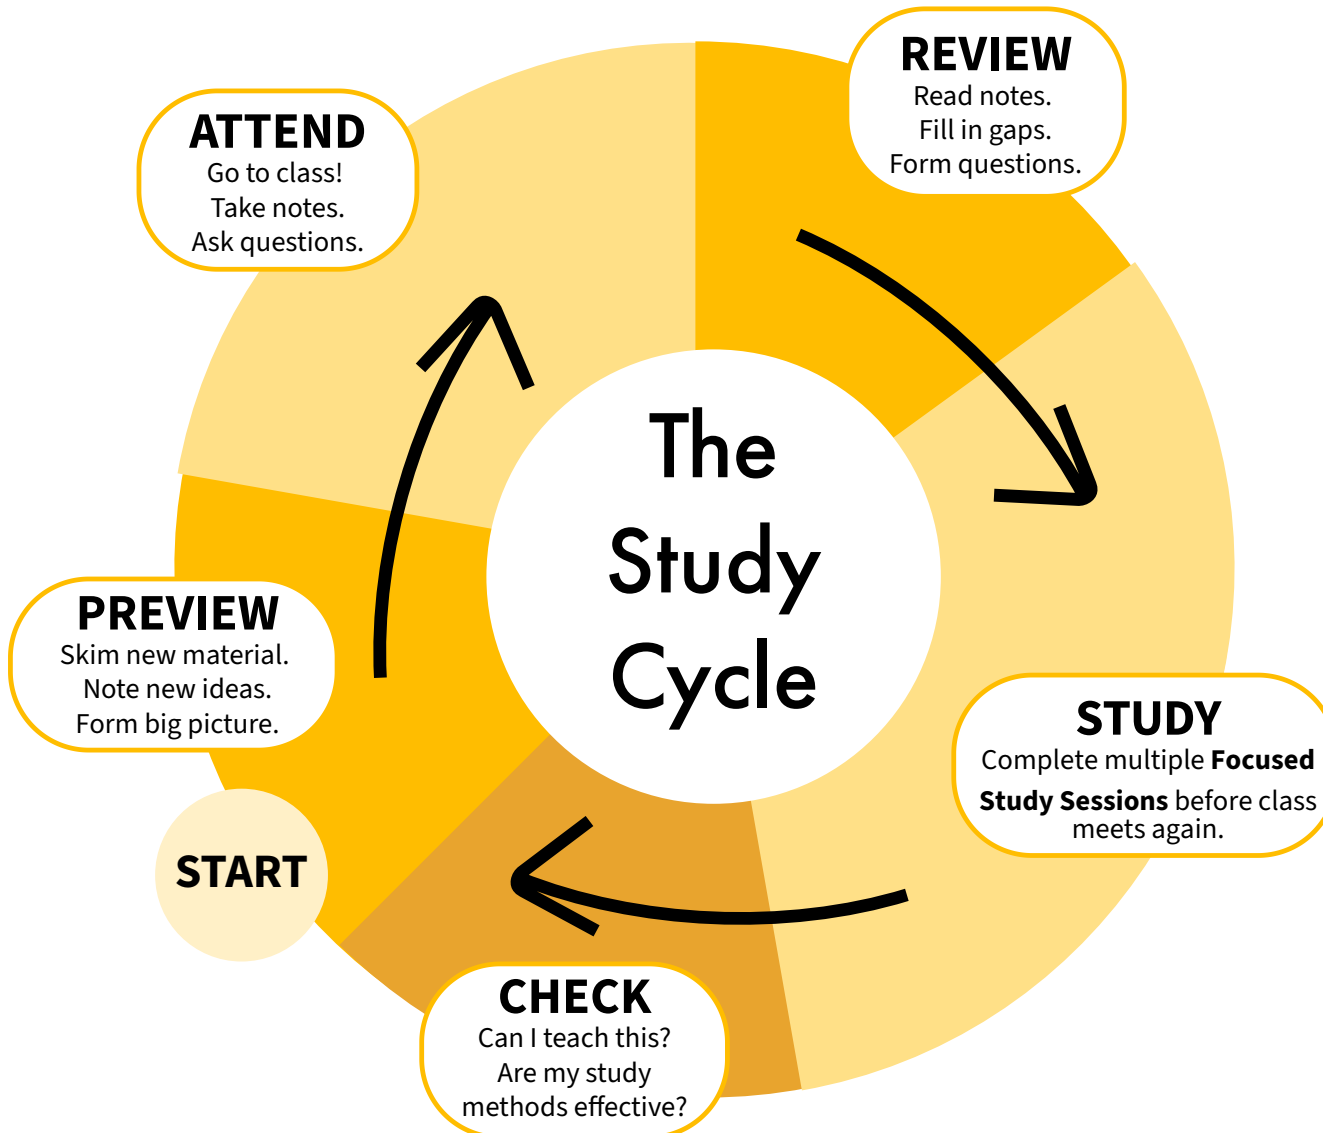 The
Study
Cycle
START
PREVIEW
Skim new material.
Note new ideas.
Form big picture.
ATTEND
Go to class!
Take notes.
Ask questions.
REVIEW
Read notes.
Fill in gaps.
Form questions.
STUDY
Complete multiple Focused
Study Sessions before class
meets again.
CHECK
Can I teach this?
Are my study
methods effective?